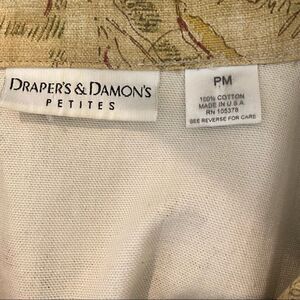 DRAPER'S & DAMON'S
PETITES
PM
100% COTTON
MADE IN U S A
RN 105378
SEE REVERSE FOR CARE